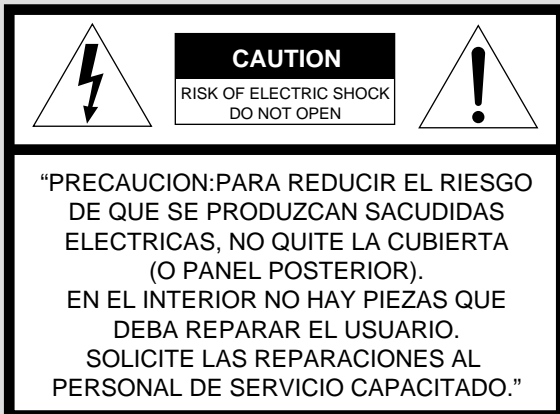 CAUTION
RISK OF ELECTRIC SHOCK
DO NOT OPEN
“PRECAUCION:PARA REDUCIR EL RIESGO
DE QUE SE PRODUZCAN SACUDIDAS
ELECTRICAS, NO QUITE LA CUBIERTA
(O PANEL POSTERIOR).
EN EL INTERIOR NO HAY PIEZAS QUE
DEBA REPARAR EL USUARIO.
SOLICITE LAS REPARACIONES AL
PERSONAL DE SERVICIO CAPACITADO.”